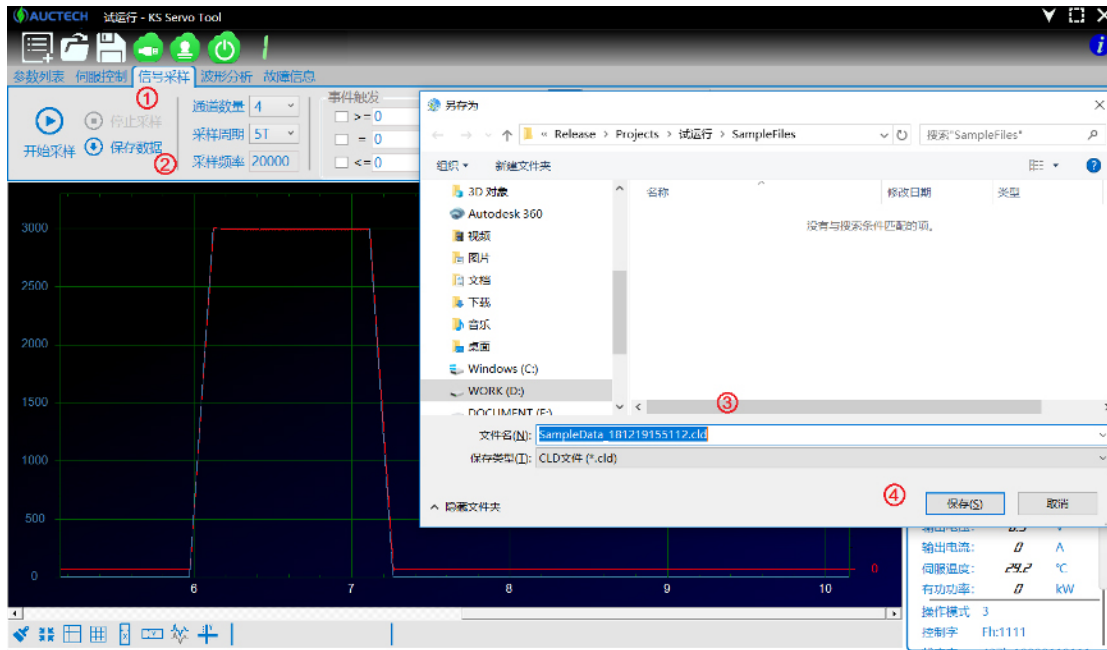 AUCTECH 试运行 - KS Servo Tool
参数列表 伺服控制 信号采样 波形分析 故障信息
①
开始采样
停止采样
保存数据
②
通道数量 4
采样周期 5T
采样频率 20000
事件触发
>= 0
= 0
<= 0
另存为
« Release > Projects > 试运行 > SampleFiles
搜索"SampleFiles"
组织 新建文件夹
名称 修改日期 类型
没有与搜索条件匹配的项。
3D 对象
Autodesk 360
视频
图片
文档
下载
音乐
桌面
Windows (C:)
WORK (D:)
DOCUMENT (E:)
③
文件名(N): SampleData_181219155112.cld
保存类型(T): CLD文件 (*.cld)
④
隐藏文件夹
保存(S) 取消
3000
2500
2000
1500
1000
500
0
0
6 7 8 9 10
输出电流: 0 A
伺服温度: 29.2 °C
有功功率: 0 kW
操作模式 3
控制字 Fh:1111